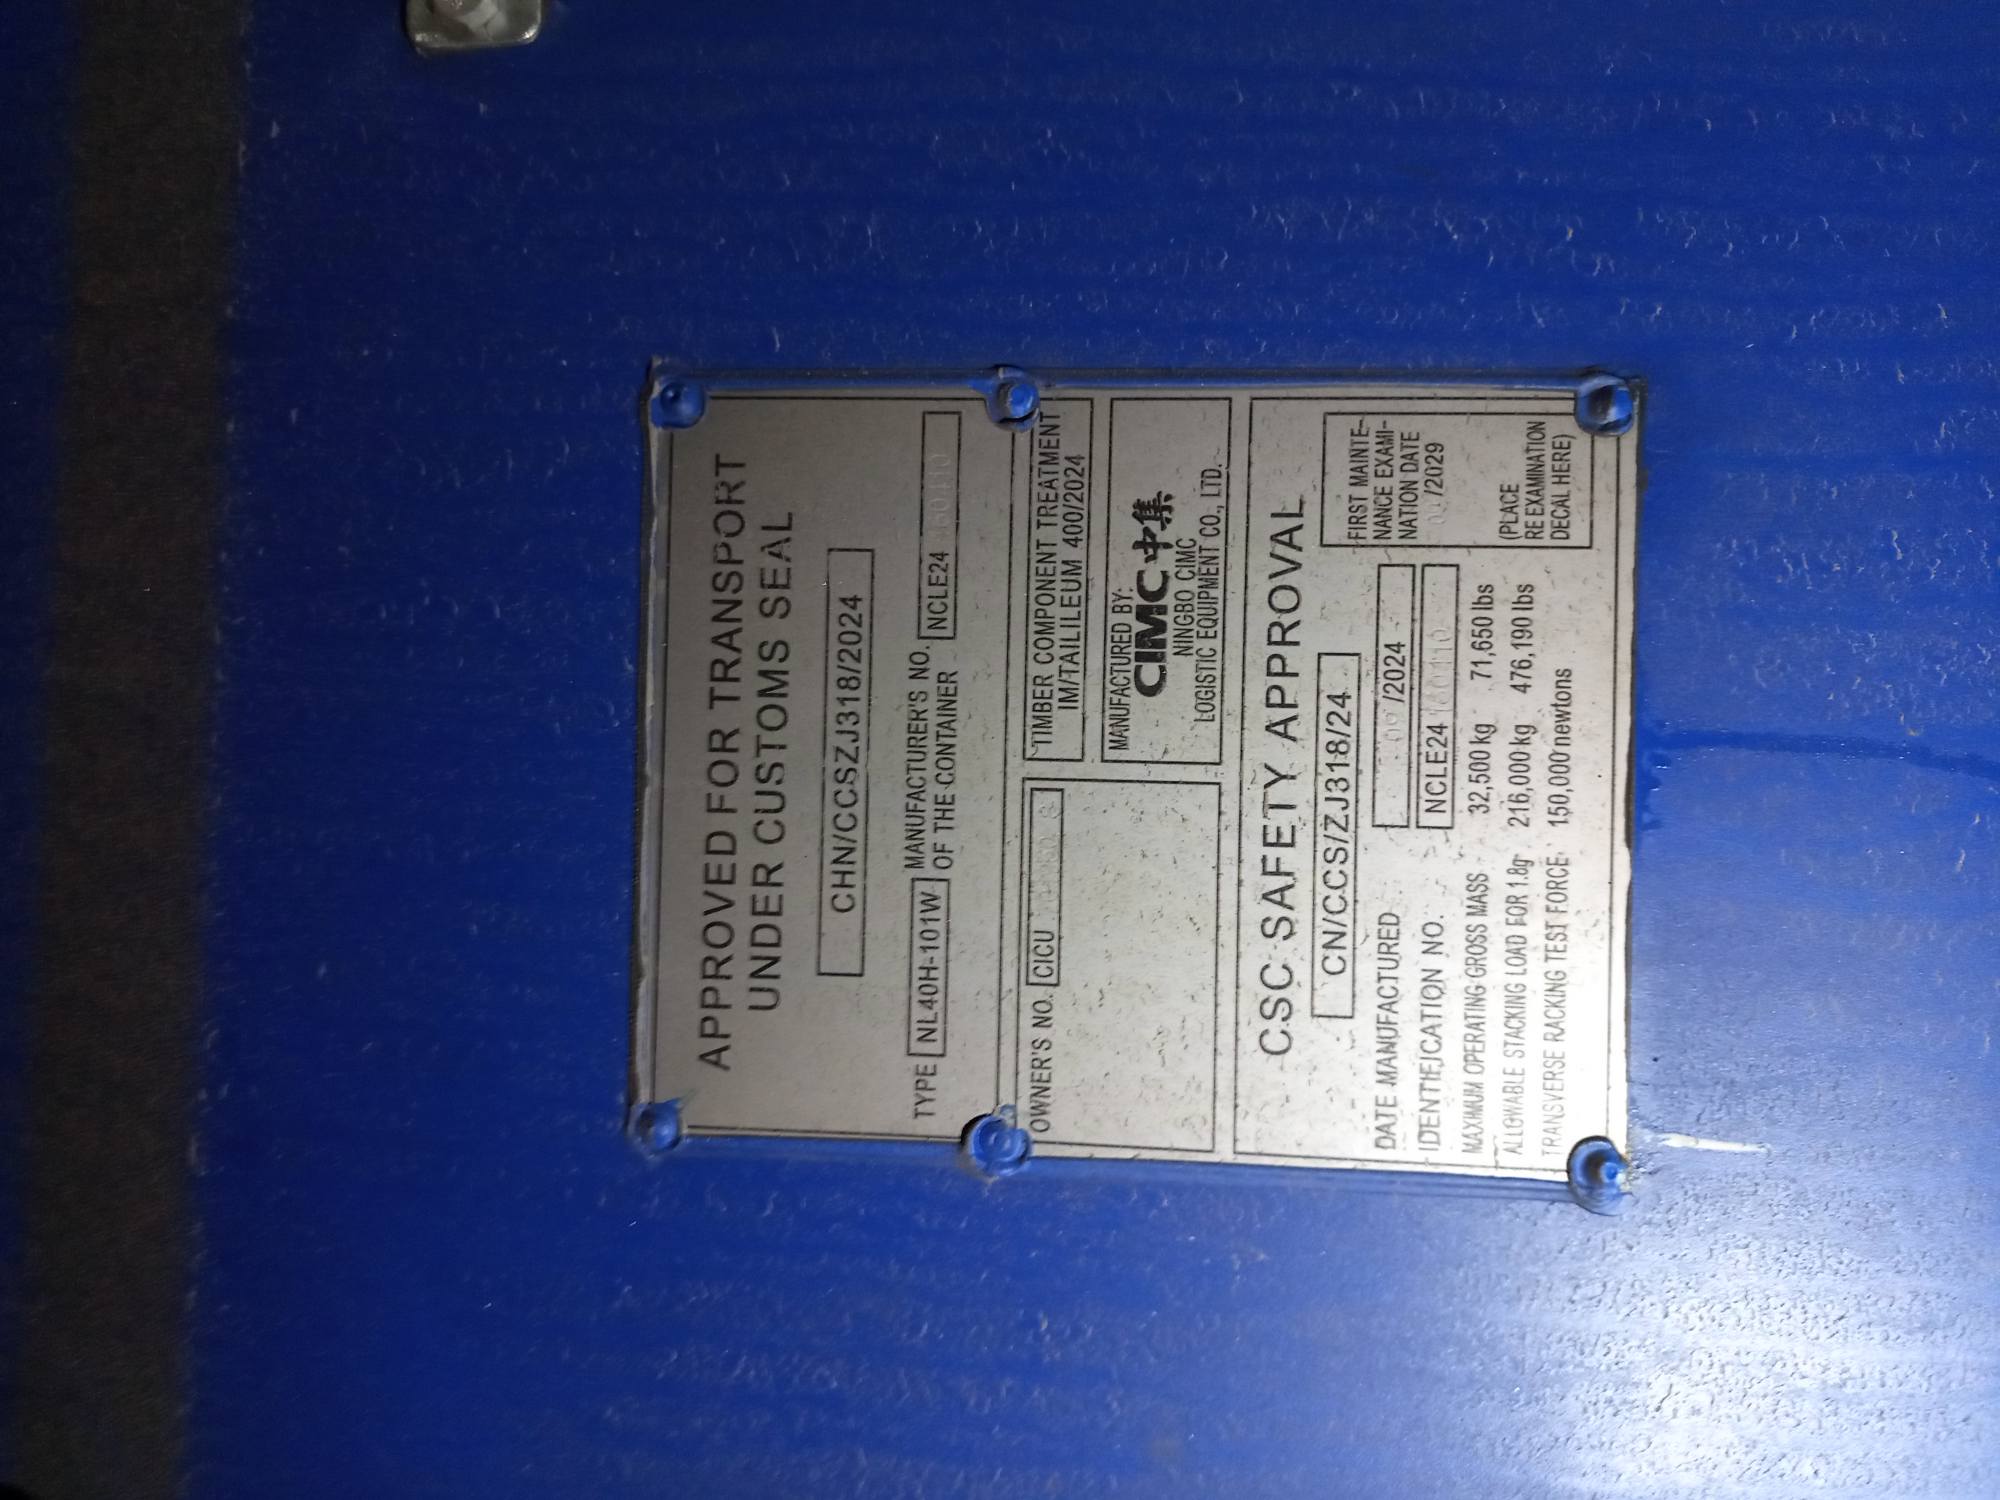 APPROVED FOR TRANSPORT
UNDER CUSTOMS SEAL
CHN/CCSZJ318/2024
TYPE NL40H-101W MANUFACTURER'S NO. OF THE CONTAINER NCLE24
OWNER'S NO. CICU
TIMBER COMPONENT TREATMENT
IM/TAILILEUM 400/2024
MANUFACTURED BY:
CIMC中集
NINGBO CIMC
LOGISTIC EQUIPMENT CO., LTD.
CSC SAFETY APPROVAL
CN/CCS/ZJ318/24
DATE MANUFACTURED /2024
IDENTIFICATION NO. NCLE24
MAXIMUM OPERATING GROSS MASS 32,500 kg 71,650 lbs
ALLOWABLE STACKING LOAD FOR 1.8g 216,000 kg 476,190 lbs
TRANSVERSE RACKING TEST FORCE 150,000 newtons
FIRST MAINTE-
NANCE EXAMI-
NATION DATE
/2029
(PLACE
RE EXAMINATION
DECAL HERE)